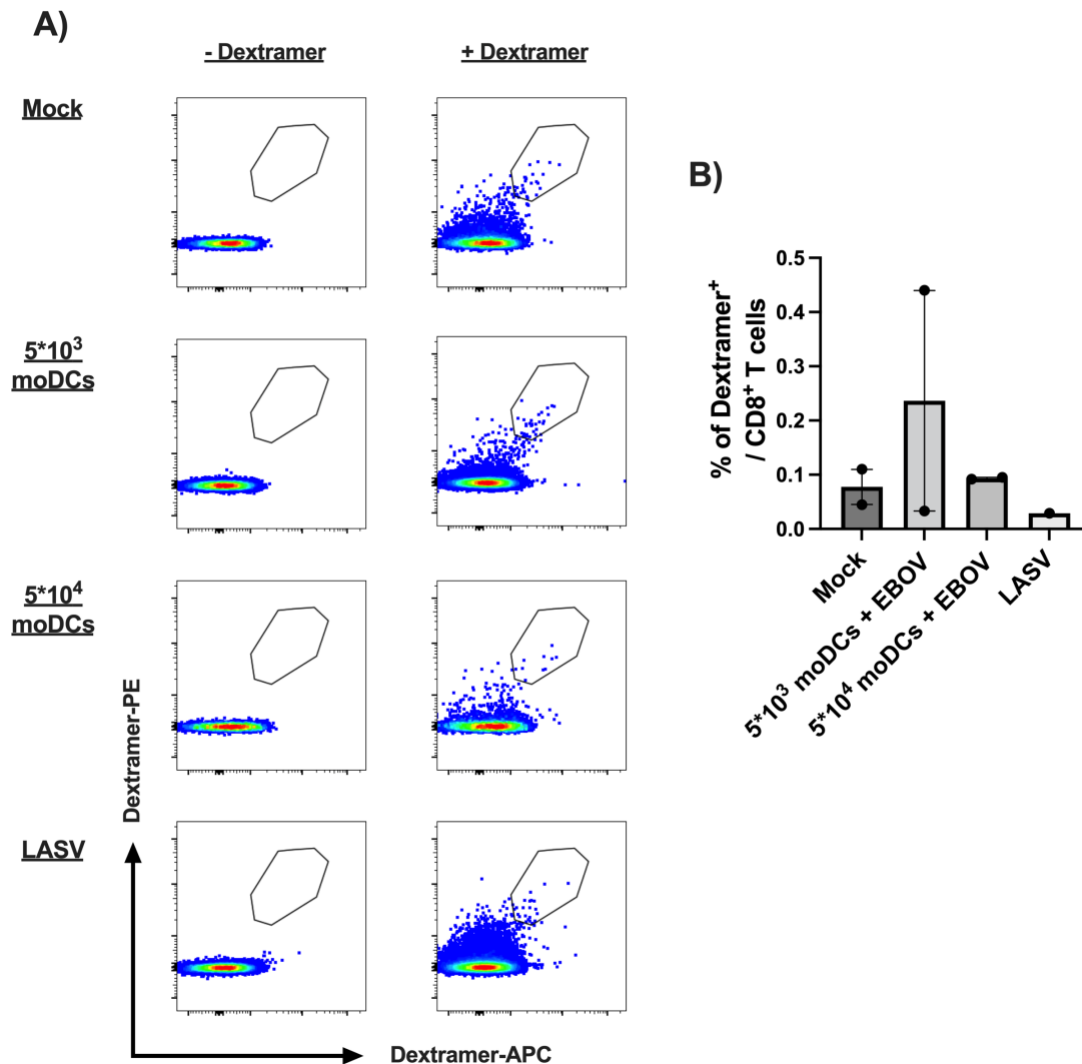 A)
- Dextramer
+ Dextramer
Mock
5*10³
moDCs
5*10⁴
moDCs
LASV
Dextramer-PE
Dextramer-APC
B)
% of Dextramer⁺
/ CD8⁺ T cells
0.5
0.4
0.3
0.2
0.1
0.0
Mock
5*10³ moDCs + EBOV
5*10⁴ moDCs + EBOV
LASV